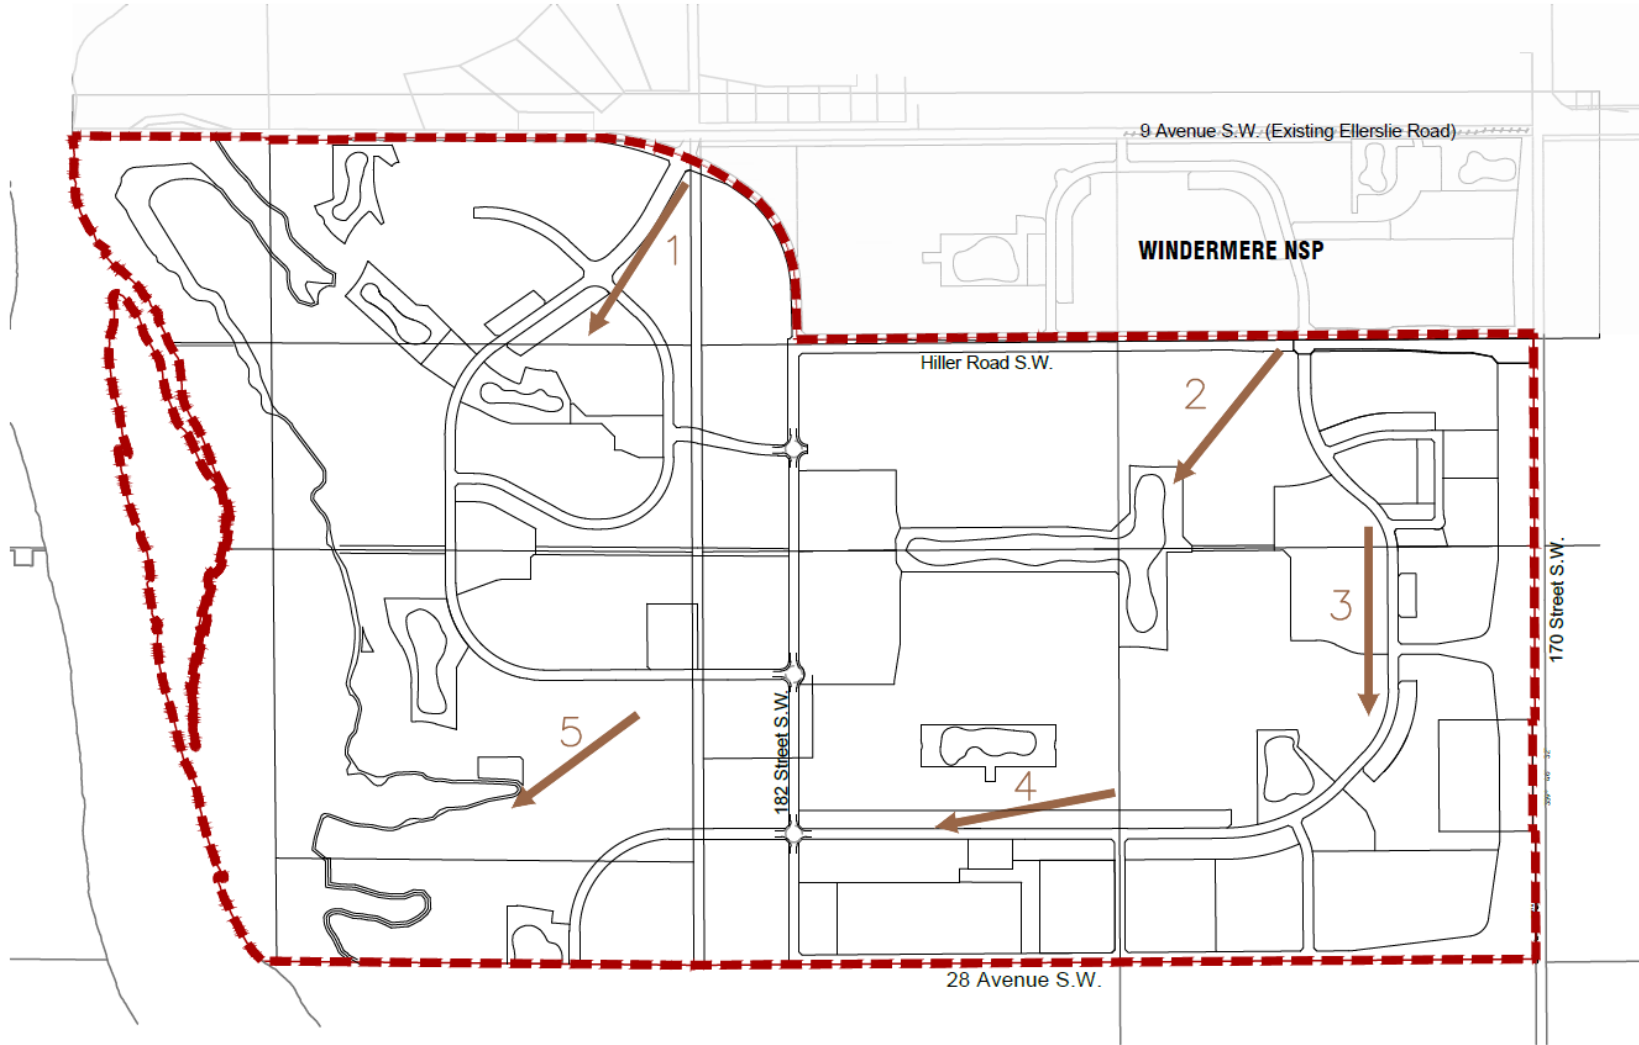 9 Avenue S.W. (Existing Ellerslie Road)
WINDERMERE NSP
1
Hiller Road S.W.
2
3
170 Street S.W.
182 Street S.W.
5
4
28 Avenue S.W.